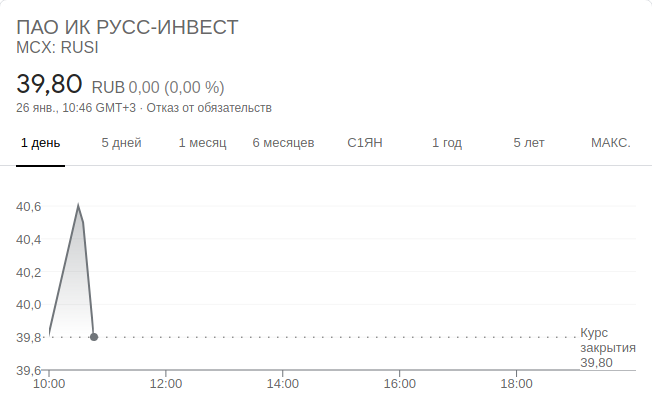 ПАО ИК РУСС-ИНВЕСТ
MCX: RUSI
39,80 RUB 0,00 (0,00 %)
26 янв., 10:46 GMT+3 · Отказ от обязательств
1 день 5 дней 1 месяц 6 месяцев С1ЯН 1 год 5 лет МАКС.
40,6
40,4
40,2
40,0
39,8
39,6
Курс
закрытия
39,80
10:00 12:00 14:00 16:00 18:00